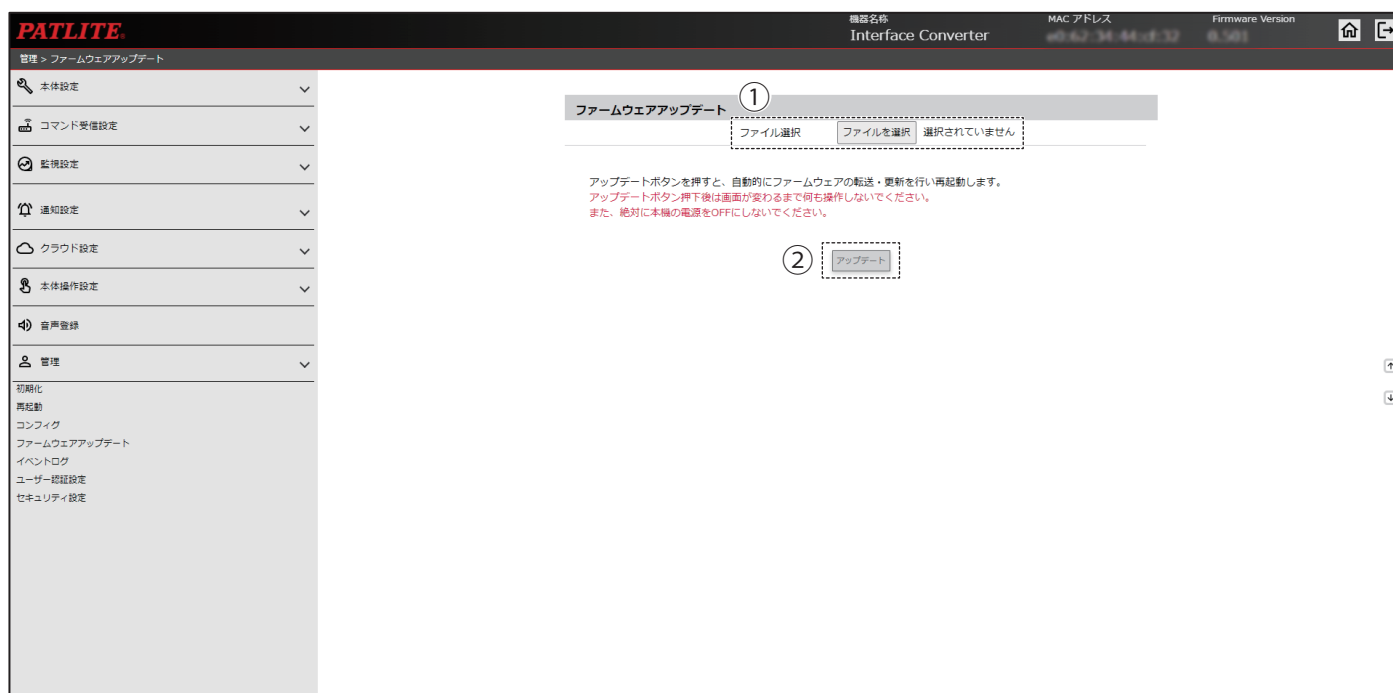 PATLITE
機器名称
Interface Converter
MAC アドレス
Firmware Version
管理 > ファームウェアアップデート
本体設定
コマンド受信設定
監視設定
通知設定
クラウド設定
本体操作設定
音声登録
管理
初期化
再起動
コンフィグ
ファームウェアアップデート
イベントログ
ユーザー認証設定
セキュリティ設定
①
ファームウェアアップデート
ファイル選択 ファイルを選択 選択されていません
アップデートボタンを押すと、自動的にファームウェアの転送・更新を行い再起動します。
アップデートボタン押下後は画面が変わるまで何も操作しないでください。
また、絶対に本機の電源をOFFにしないでください。
② アップデート